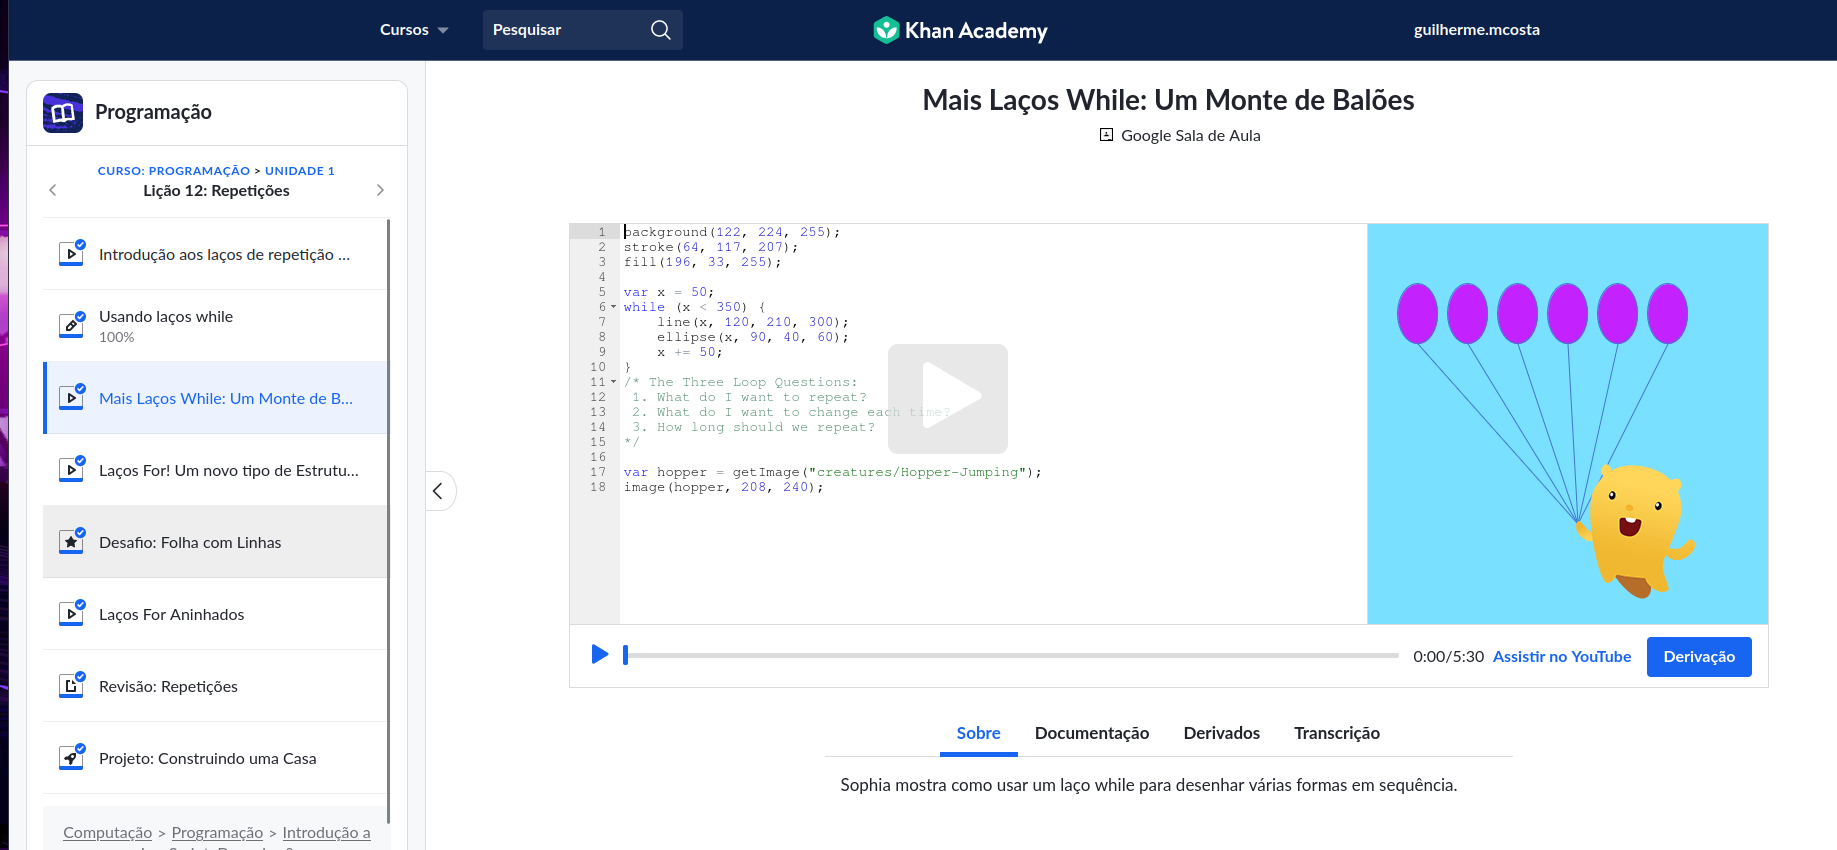 Cursos
Pesquisar
Khan Academy
guilherme.mcosta
Programação
CURSO: PROGRAMAÇÃO > UNIDADE 1
Lição 12: Repetições
Introdução aos laços de repetição ...
Usando laços while
100%
Mais Laços While: Um Monte de B...
Laços For! Um novo tipo de Estrutu...
Desafio: Folha com Linhas
Laços For Aninhados
Revisão: Repetições
Projeto: Construindo uma Casa
Computação > Programação > Introdução a
Mais Laços While: Um Monte de Balões
Google Sala de Aula
1 background(122, 224, 255);
2 stroke(64, 117, 207);
3 fill(196, 33, 255);
4
5 var x = 50;
6 while (x < 350) {
7 line(x, 120, 210, 300);
8 ellipse(x, 90, 40, 60);
9 x += 50;
10 }
11 /* The Three Loop Questions:
12 1. What do I want to repeat?
13 2. What do I want to change each time?
14 3. How long should we repeat?
15 */
16
17 var hopper = getImage("creatures/Hopper-Jumping");
18 image(hopper, 208, 240);
0:00/5:30 Assistir no YouTube Derivação
Sobre Documentação Derivados Transcrição
Sophia mostra como usar um laço while para desenhar várias formas em sequência.